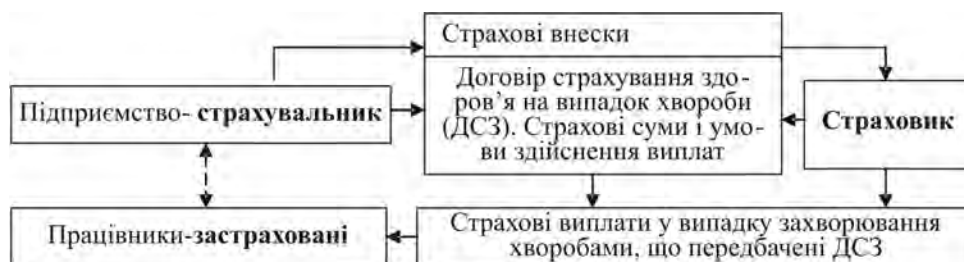 Страхові внески
Договір страхування здо-
ров’я на випадок хвороби
(ДСЗ). Страхові суми і умо-
ви здійснення виплат
Підприємство- страхувальник
Страховик
Працівники-застраховані
Страхові виплати у випадку захворювання
хворобами, що передбачені ДСЗ